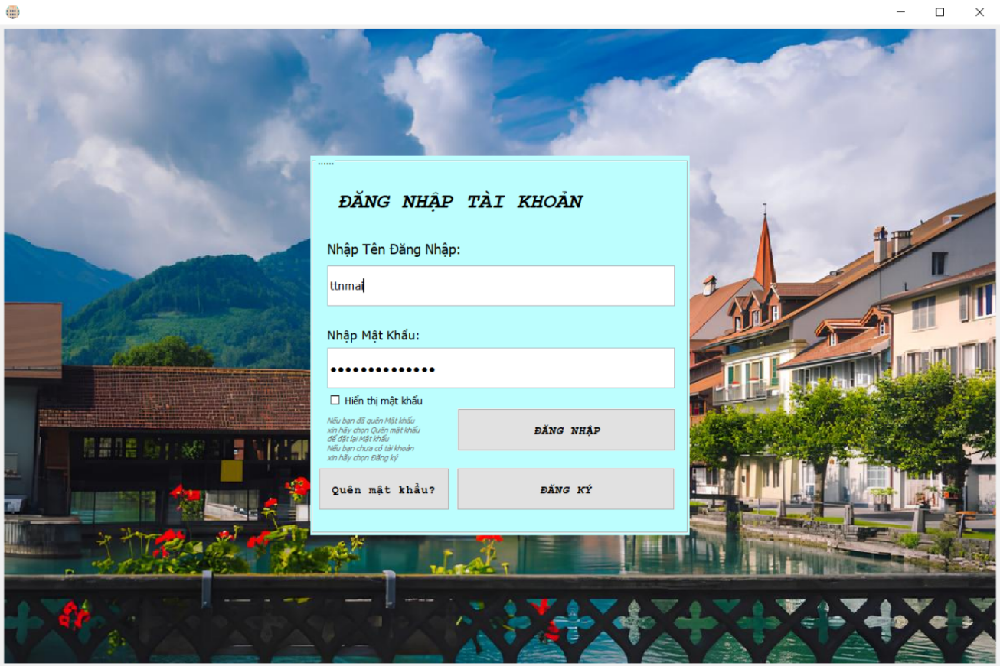 ......
ĐĂNG NHẬP TÀI KHOẢN
Nhập Tên Đăng Nhập:
ttnmai
Nhập Mật Khẩu:
••••••••••••••
Hiển thị mật khẩu
Nếu bạn đã quên Mật khẩu
xin hãy chọn Quên mật khẩu
để đặt lại Mật khẩu
Nếu bạn chưa có tài khoản
xin hãy chọn Đăng ký
ĐĂNG NHẬP
Quên mật khẩu?
ĐĂNG KÝ